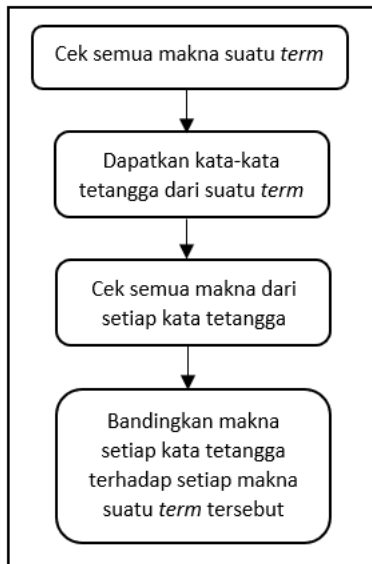 Cek semua makna suatu term
Dapatkan kata-kata
tetangga dari suatu term
Cek semua makna dari
setiap kata tetangga
Bandingkan makna
setiap kata tetangga
terhadap setiap makna
suatu term tersebut